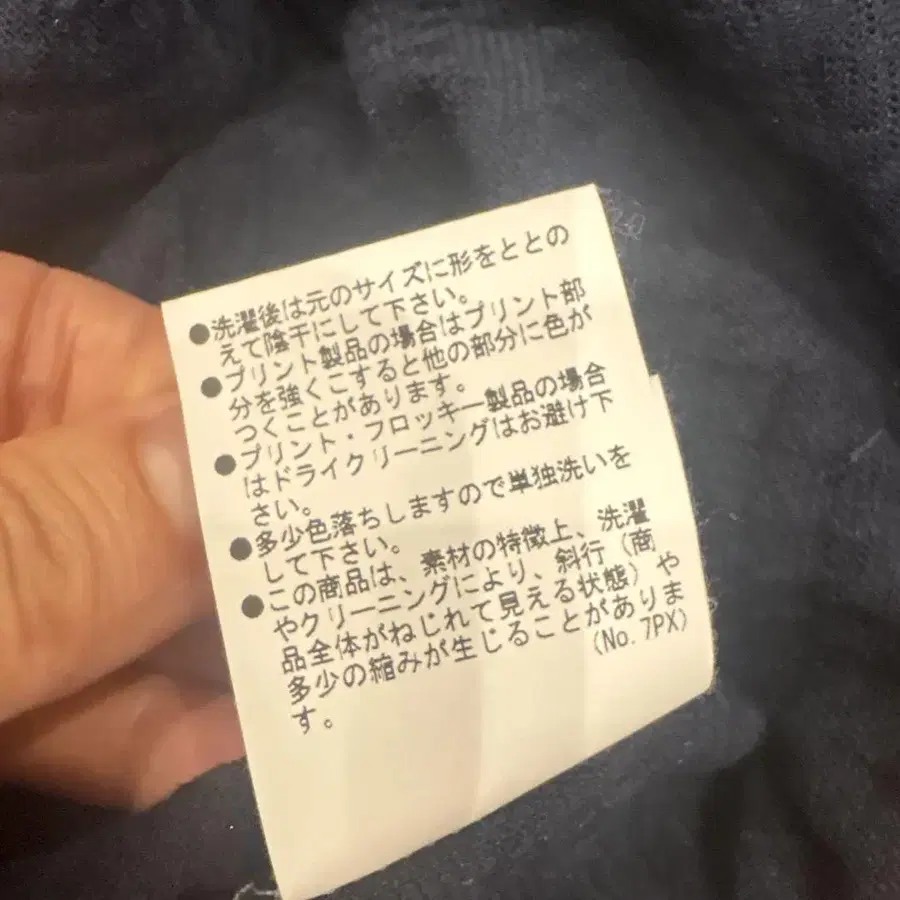 ●洗濯後は元のサイズに形をととの
えて陰干にして下さい。
●プリント製品の場合はプリント部
分を強くこすると他の部分に色が
つくことがあります。
●プリント・フロッキー製品の場合
はドライクリーニングはお避け下
さい。
●多少色落ちしますので単独洗いを
して下さい。
●この商品は、素材の特徴上、洗濯
やクリーニングにより、斜行（商
品全体がねじれて見える状態）や
多少の縮みが生じることがありま
す。
(No.7PX)